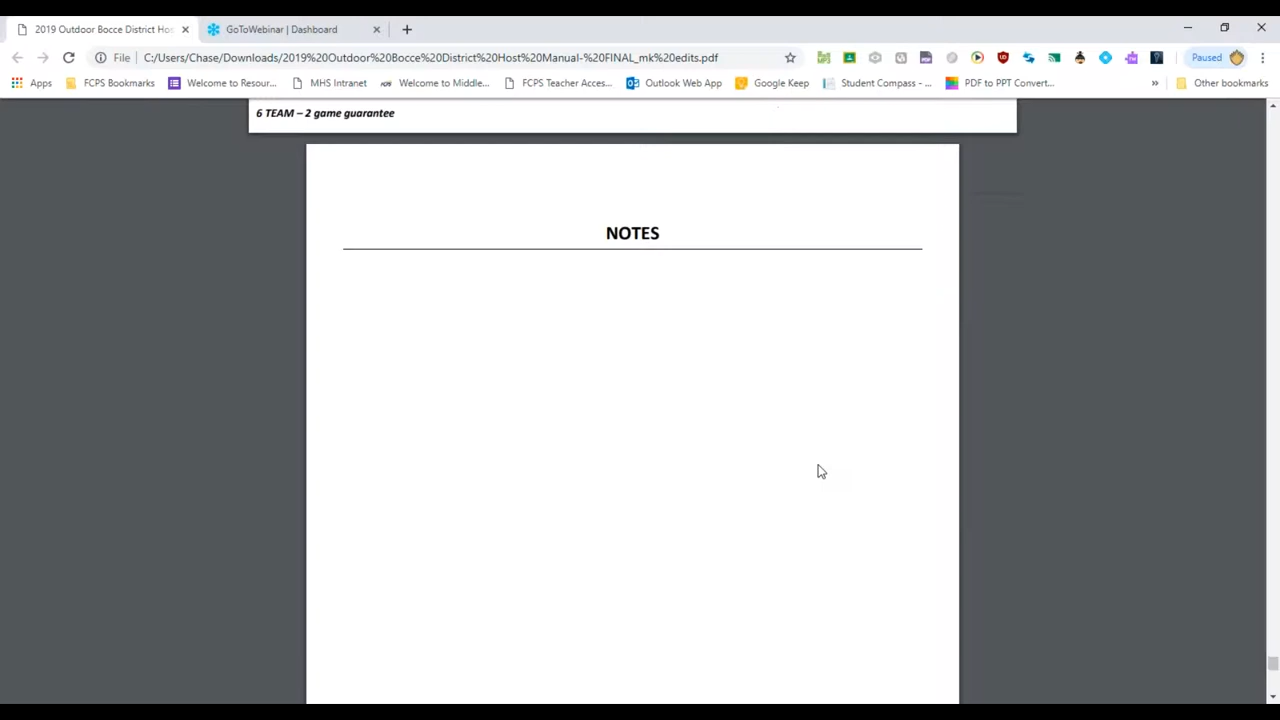 2019 Outdoor Bocce District Hos
GoToWebinar | Dashboard
File
C:/Users/Chase/Downloads/2019%20Outdoor%20Bocce%20District%20Host%20Manual-%20FINAL_mk%20edits.pdf
Paused
Apps
FCPS Bookmarks
Welcome to Resour...
MHS Intranet
Welcome to Middle...
FCPS Teacher Acces...
Outlook Web App
Google Keep
Student Compass - ...
PDF to PPT Convert...
»
Other bookmarks
6 TEAM – 2 game guarantee
NOTES